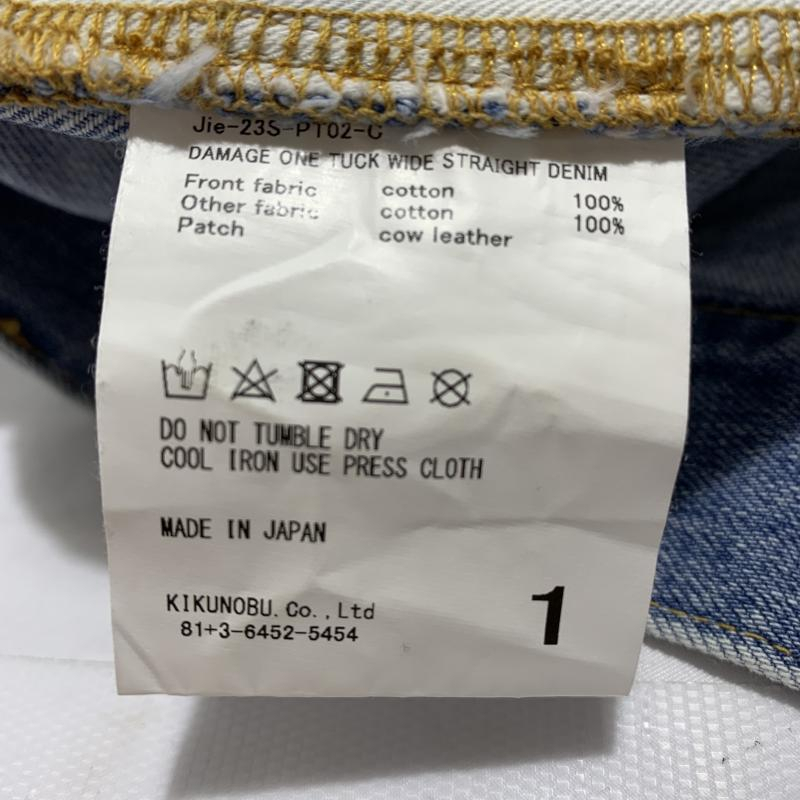 Jie-23S-PT02-C
DAMAGE ONE TUCK WIDE STRAIGHT DENIM
Front fabric cotton 100%
Other fabric cotton 100%
Patch cow leather
DO NOT TUMBLE DRY
COOL IRON USE PRESS CLOTH
MADE IN JAPAN
KIKUNOBU. Co., Ltd
81+3-6452-5454
1